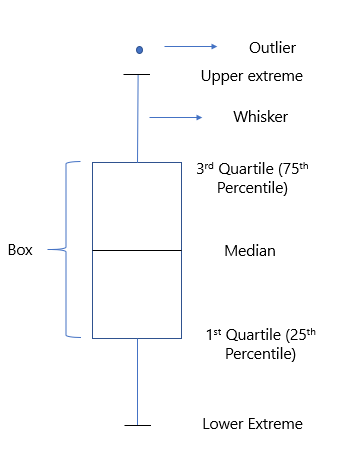 Outlier
Upper extreme
Whisker
3rd Quartile (75th
Percentile)
Box
Median
1st Quartile (25th
Percentile)
Lower Extreme